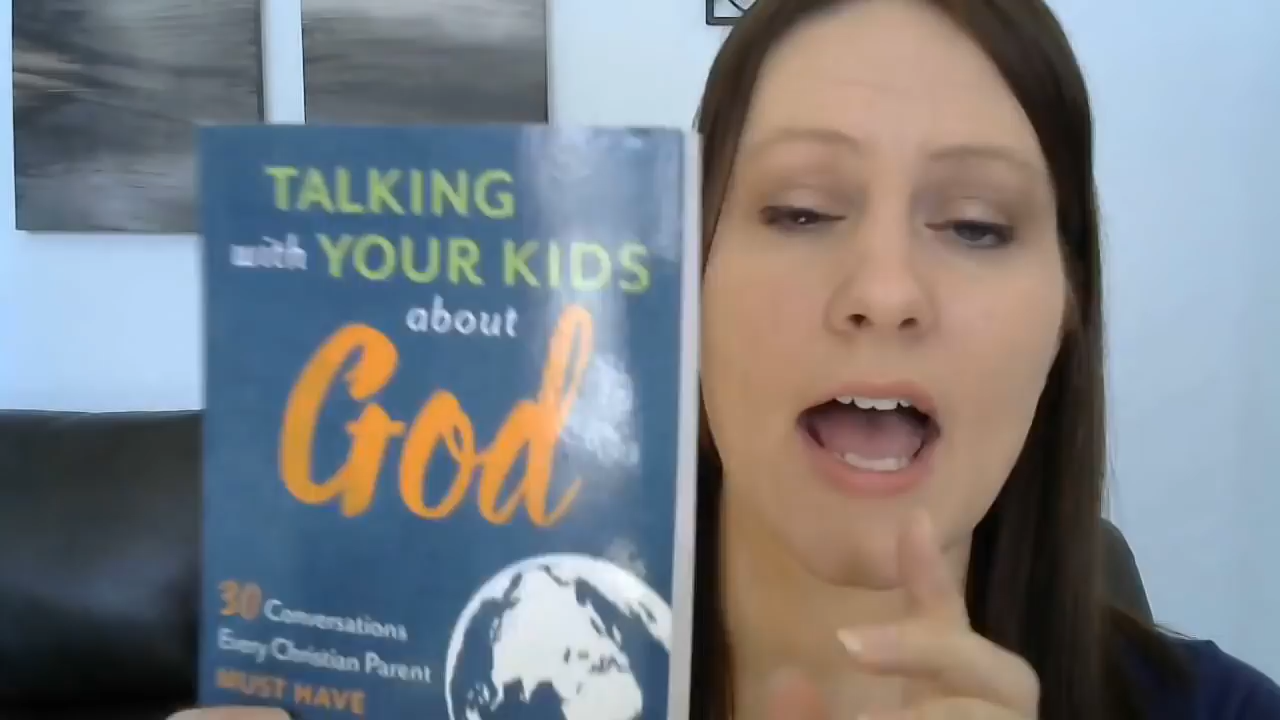 TALKING
with YOUR KIDS
about
God
30 Conversations
Every Christian Parent
MUST HAVE